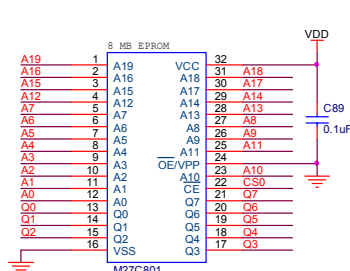 8 MB EPROM
VDD
A19 1 A19 VCC 32
A16 2 A16 A18 31 A18
A15 3 A15 A17 30 A17
A12 4 A12 A14 29 A14
A7 5 A7 A13 28 A13
A6 6 A6 A8 27 A8
A5 7 A5 A9 26 A9
A4 8 A4 A11 25 A11
A3 9 A3 OE/VPP 24
A2 10 A2 A10 23 A10
A1 11 A1 CE 22 CS0
A0 12 A0 Q7 21 Q7
Q0 13 Q0 Q6 20 Q6
Q1 14 Q1 Q5 19 Q5
Q2 15 Q2 Q4 18 Q4
16 VSS Q3 17 Q3
C89
0.1uF
M27C801